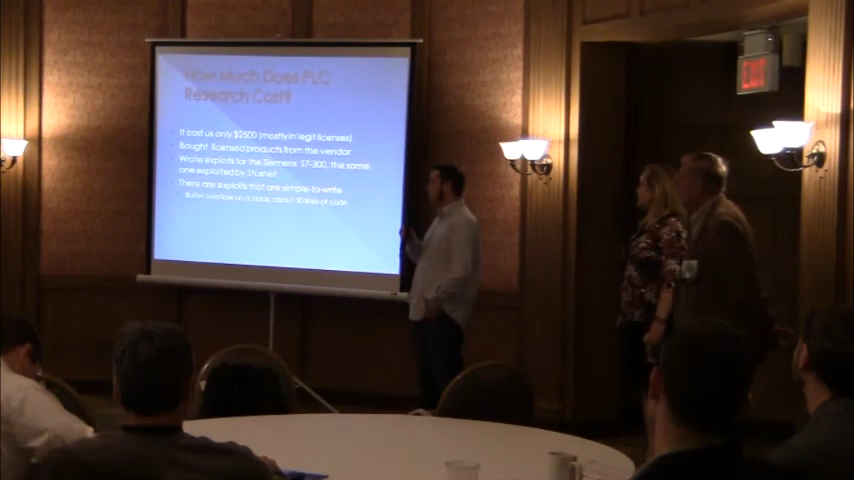 How Much Does PLC
Research Cost?
It cost us only $2500 (mostly in legit licenses)
Bought licensed products from the vendor
Wrote exploits for the Siemens S7-300, the same
one exploited by Stuxnet
There are exploits that are simple-to-write
Buffer overflow on a stack, about 30 lines of code
EXIT